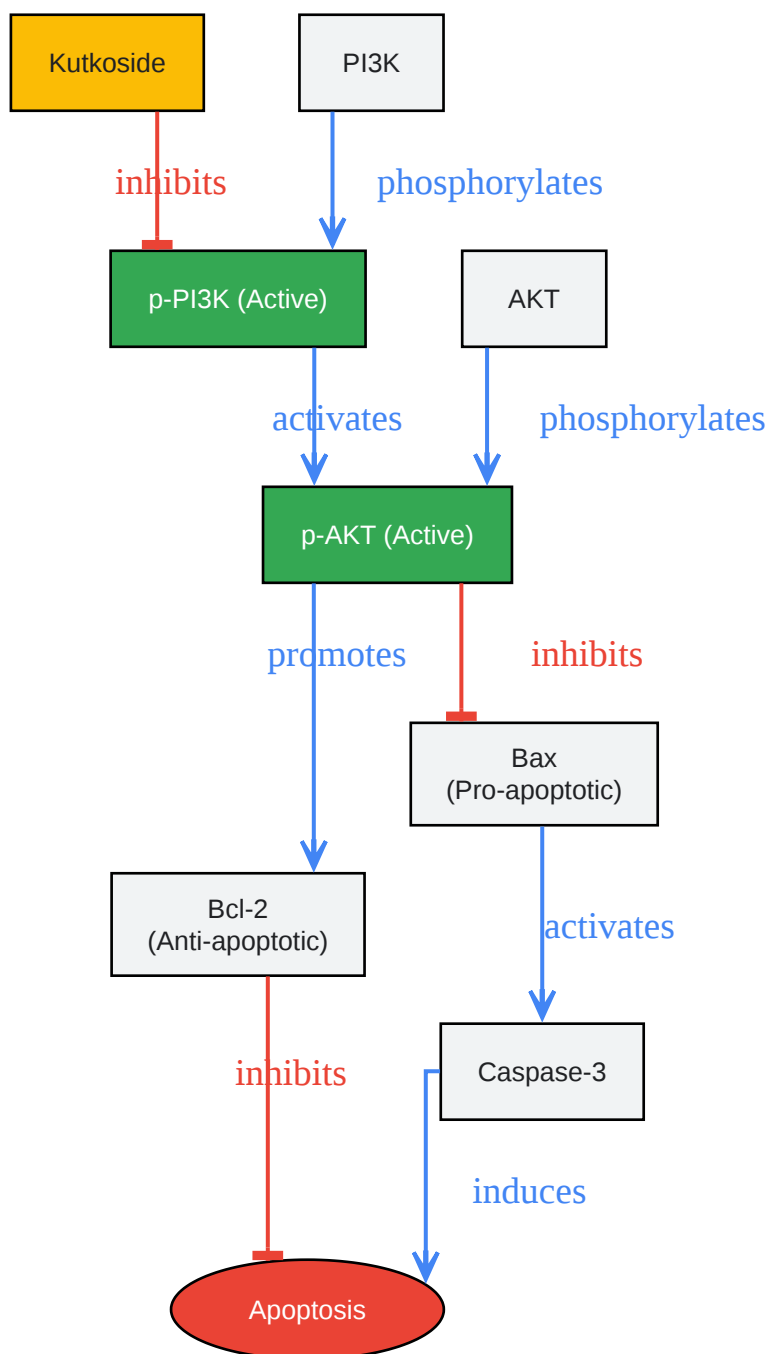 Kutkoside
PI3K
inhibits
phosphorylates
p-PI3K (Active)
AKT
activates
phosphorylates
p-AKT (Active)
promotes
inhibits
Bax
(Pro-apoptotic)
Bcl-2
(Anti-apoptotic)
activates
inhibits
Caspase-3
induces
Apoptosis